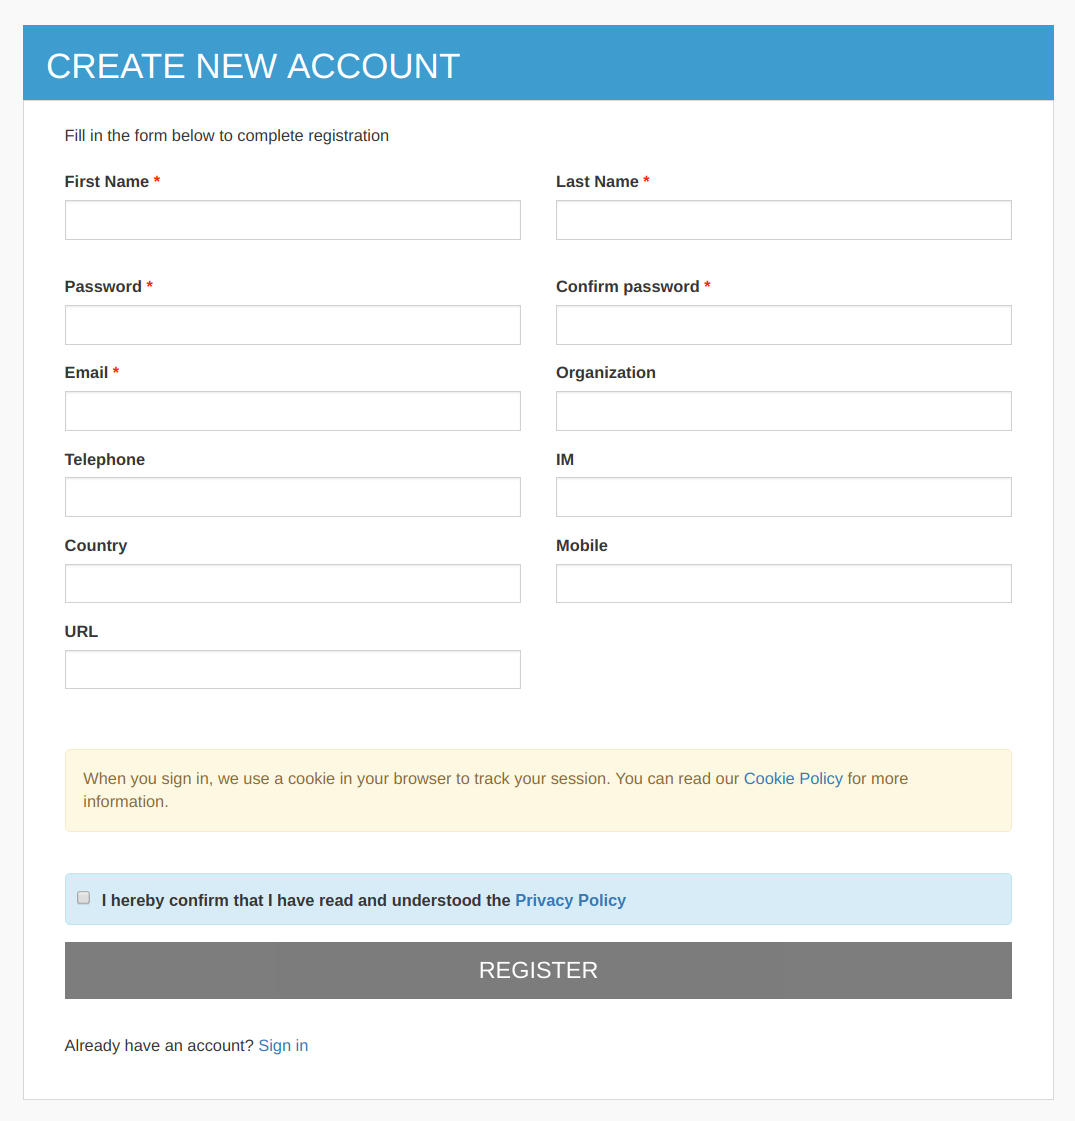 CREATE NEW ACCOUNT
Fill in the form below to complete registration
First Name *
Last Name *
Password *
Confirm password *
Email *
Organization
Telephone
IM
Country
Mobile
URL
When you sign in, we use a cookie in your browser to track your session. You can read our Cookie Policy for more
information.
I hereby confirm that I have read and understood the Privacy Policy
REGISTER
Already have an account? Sign in